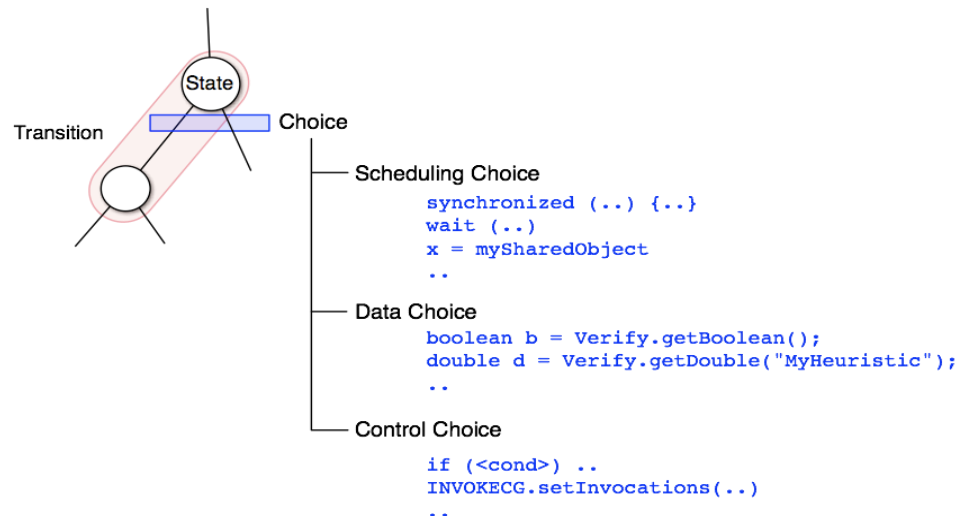 State
Transition
Choice
Scheduling Choice
synchronized (..) {..}
wait (..)
x = mySharedObject
..
Data Choice
boolean b = Verify.getBoolean();
double d = Verify.getDouble("MyHeuristic");
..
Control Choice
if (<cond>) ..
INVOKECG.setInvocations(..)
..